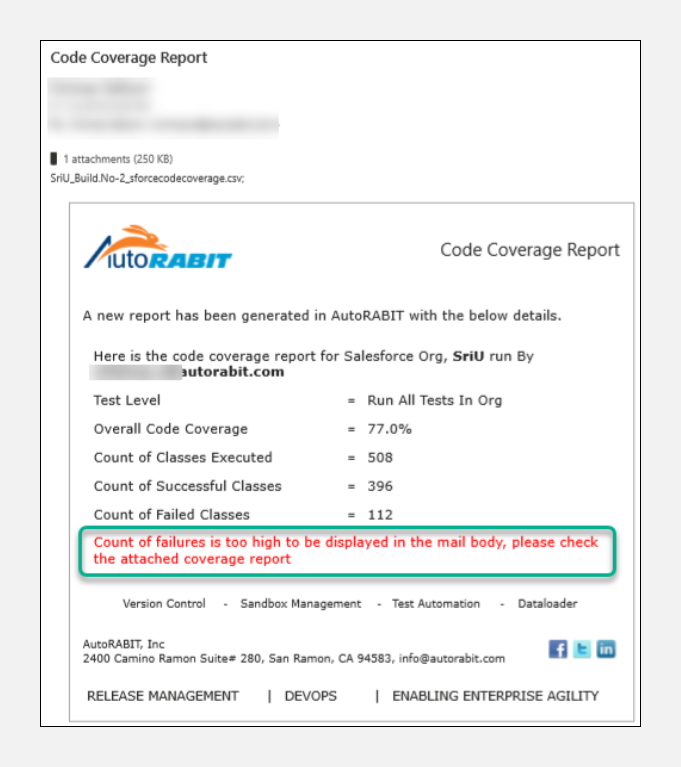 Code Coverage Report
1 attachments (250 KB)
SriU_Build.No-2_sforcecodecoverage.csv;
AutoRABIT
Code Coverage Report
A new report has been generated in AutoRABIT with the below details.
Here is the code coverage report for Salesforce Org, SriU run By
autorabit.com
Test Level = Run All Tests In Org
Overall Code Coverage = 77.0%
Count of Classes Executed = 508
Count of Successful Classes = 396
Count of Failed Classes = 112
Count of failures is too high to be displayed in the mail body, please check
the attached coverage report
Version Control - Sandbox Management - Test Automation - Dataloader
AutoRABIT, Inc
2400 Camino Ramon Suite# 280, San Ramon, CA 94583, info@autorabit.com
RELEASE MANAGEMENT | DEVOPS | ENABLING ENTERPRISE AGILITY